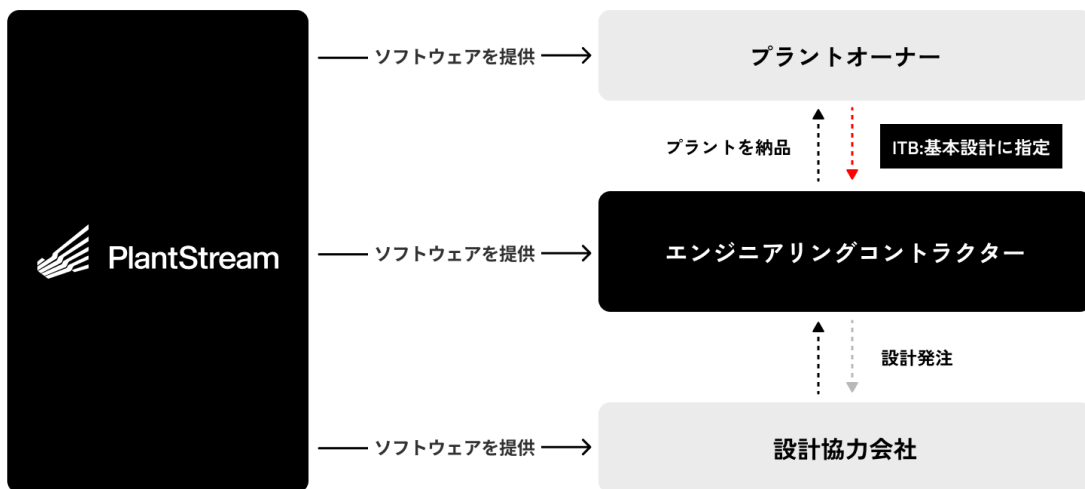 PlantStream
ソフトウェアを提供
プラントオーナー
プラントを納品
ITB:基本設計に指定
ソフトウェアを提供
エンジニアリングコントラクター
設計発注
ソフトウェアを提供
設計協力会社